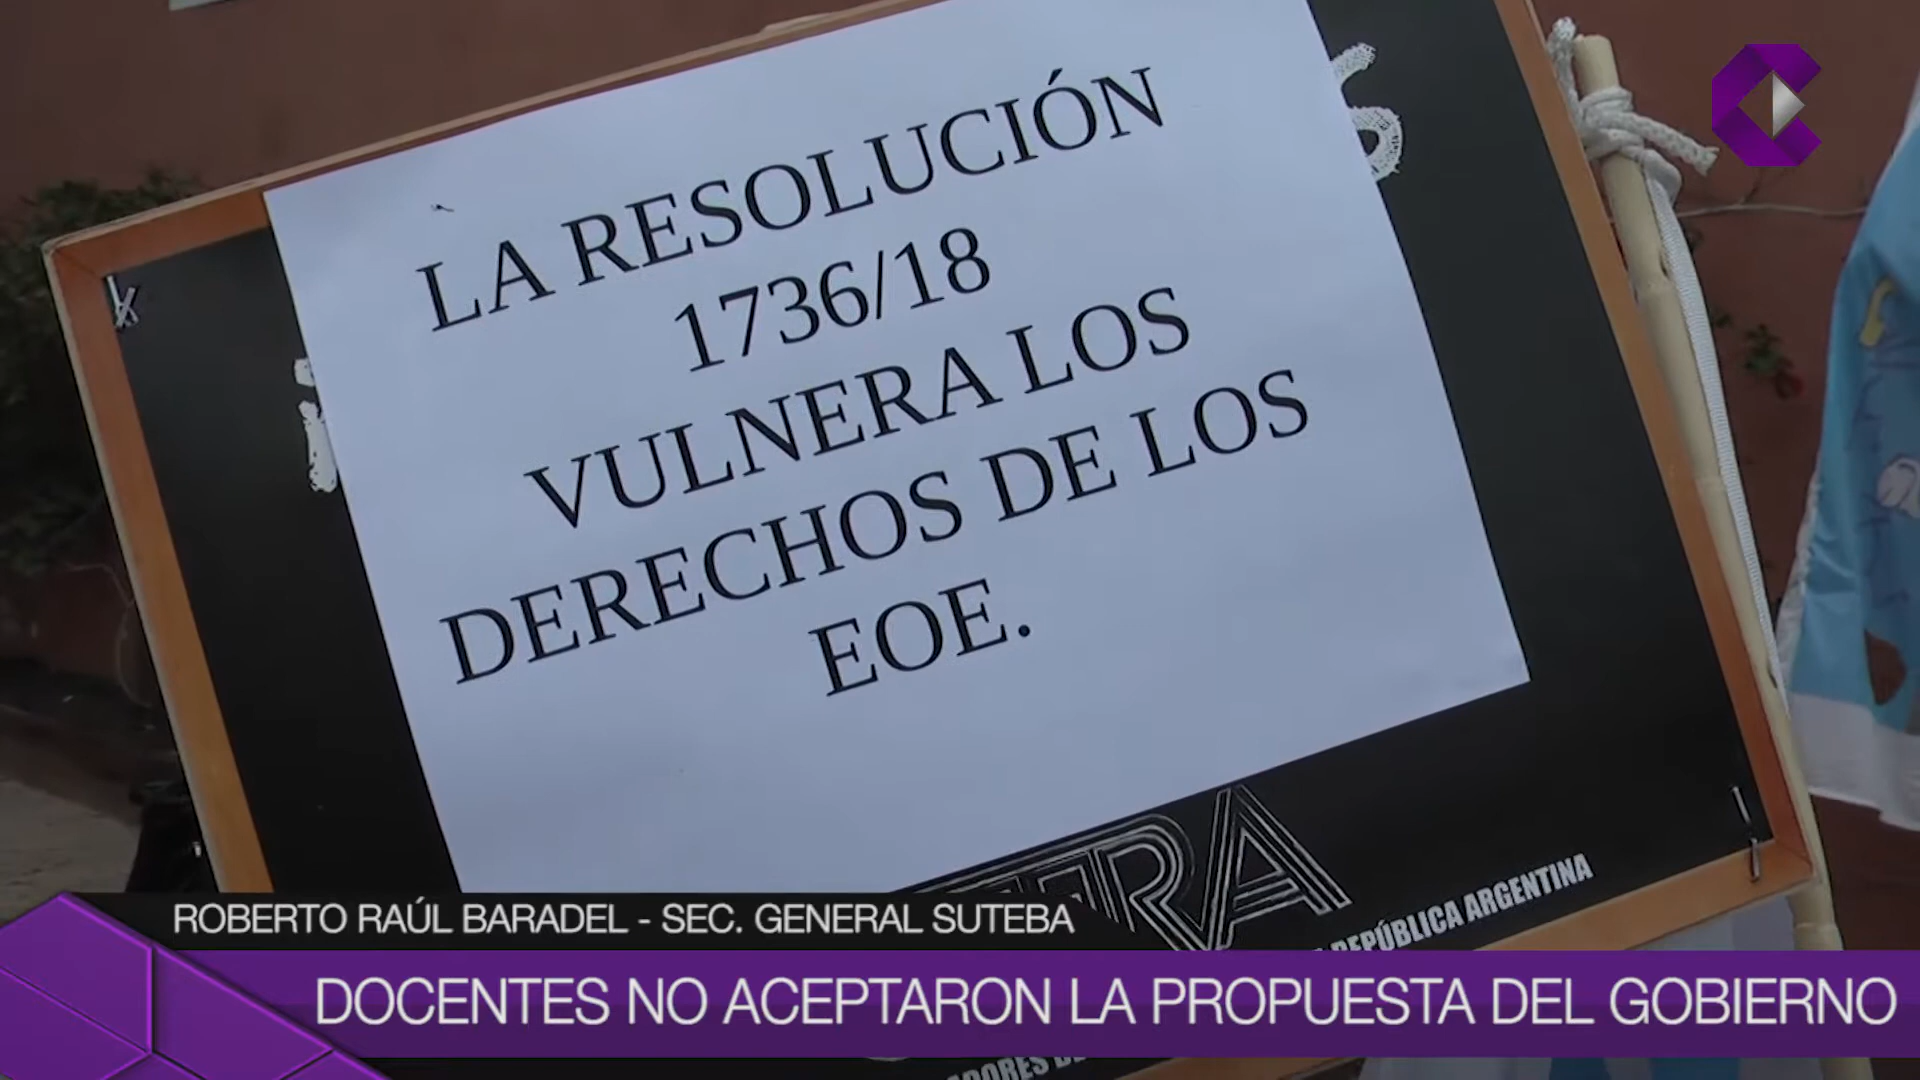 LA RESOLUCIÓN
1736/18
VULNERA LOS
DERECHOS DE LOS
EOE.
REPÚBLICA ARGENTINA
ROBERTO RAÚL BARADEL - SEC. GENERAL SUTEBA
DOCENTES NO ACEPTARON LA PROPUESTA DEL GOBIERNO